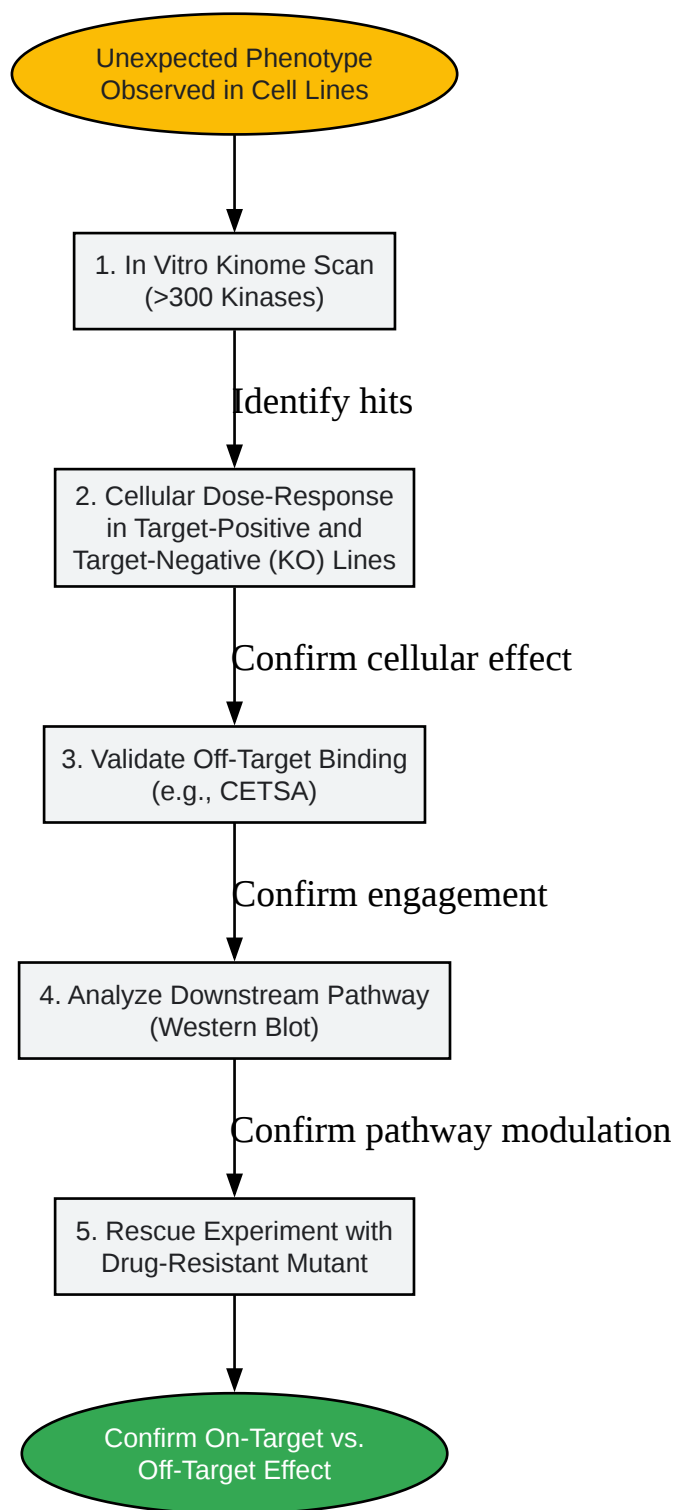 Unexpected Phenotype
Observed in Cell Lines
1. In Vitro Kinome Scan
(>300 Kinases)
Identify hits
2. Cellular Dose-Response
in Target-Positive and
Target-Negative (KO) Lines
Confirm cellular effect
3. Validate Off-Target Binding
(e.g., CETSA)
Confirm engagement
4. Analyze Downstream Pathway
(Western Blot)
Confirm pathway modulation
5. Rescue Experiment with
Drug-Resistant Mutant
Confirm On-Target vs.
Off-Target Effect